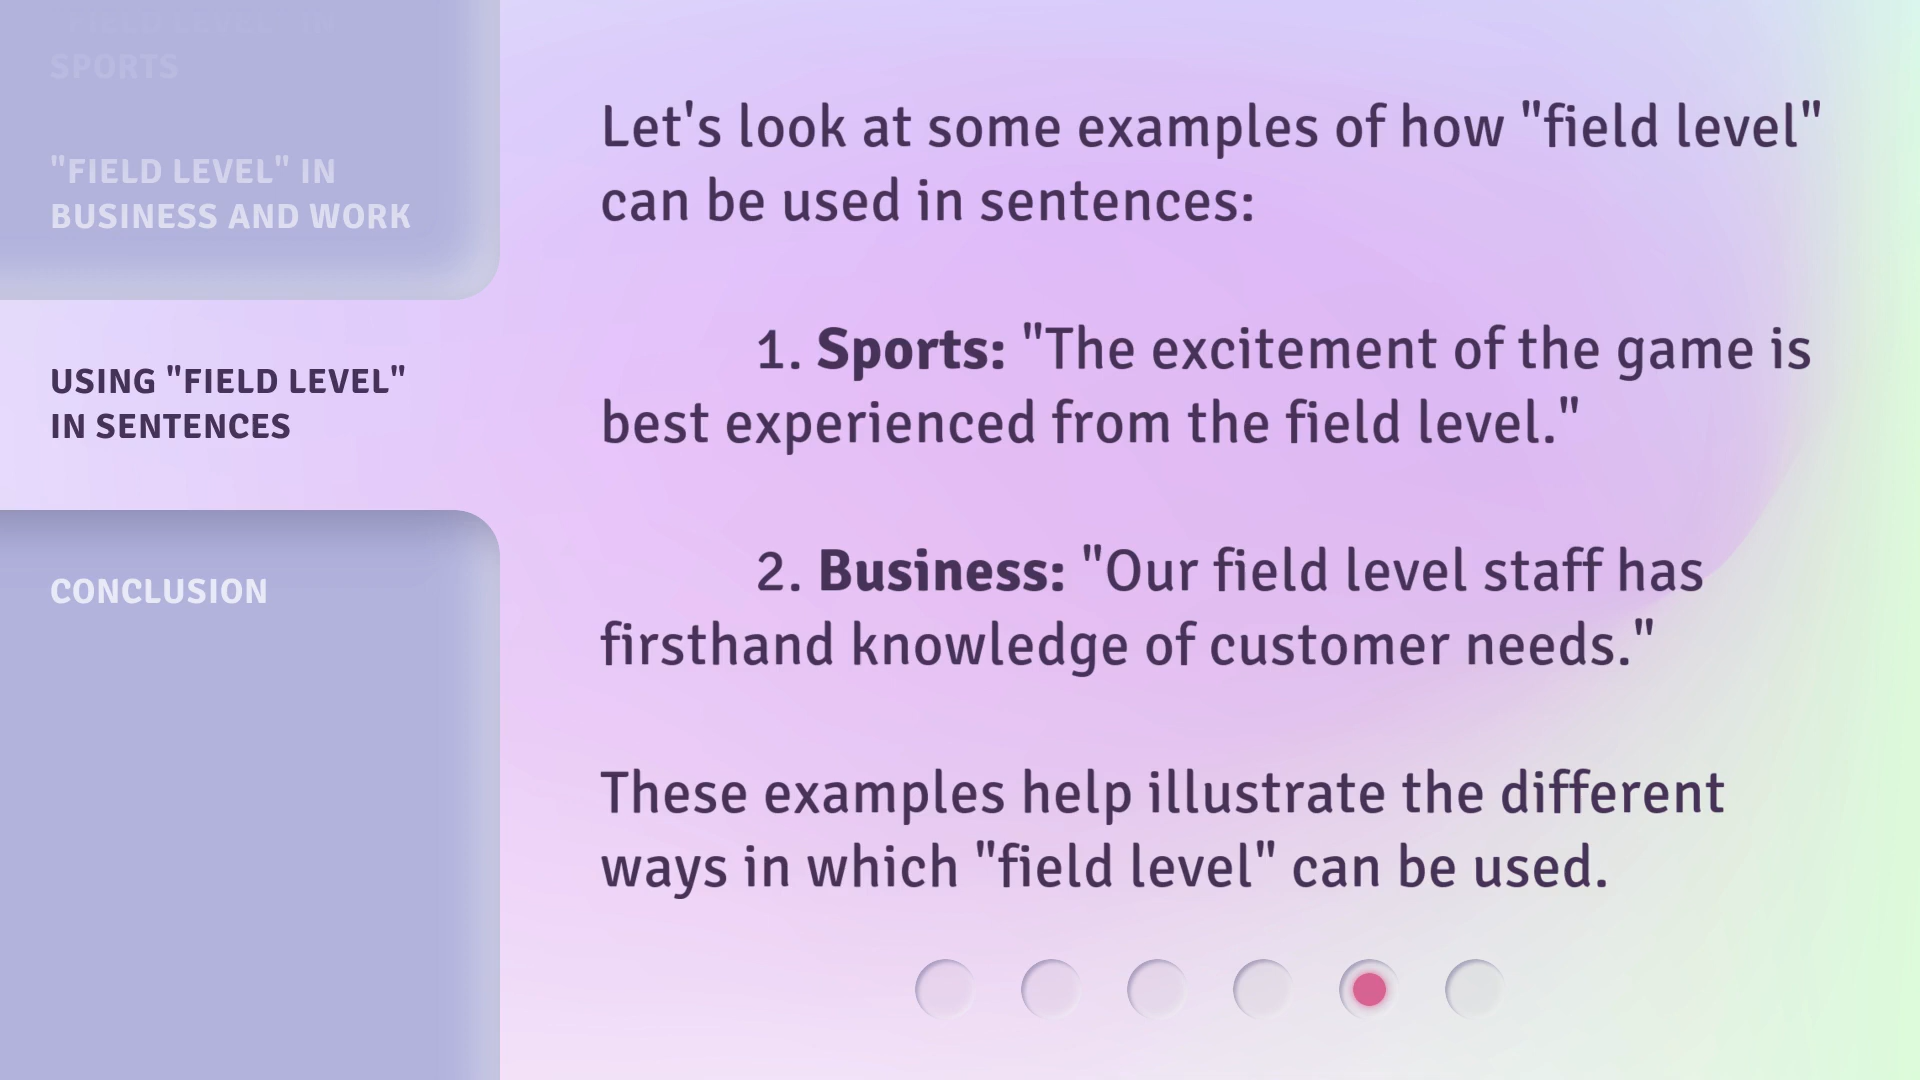 "FIELD LEVEL" IN
SPORTS
"FIELD LEVEL" IN
BUSINESS AND WORK
USING "FIELD LEVEL"
IN SENTENCES
CONCLUSION
Let's look at some examples of how "field level"
can be used in sentences:
1. Sports: "The excitement of the game is
best experienced from the field level."
2. Business: "Our field level staff has
firsthand knowledge of customer needs."
These examples help illustrate the different
ways in which "field level" can be used.